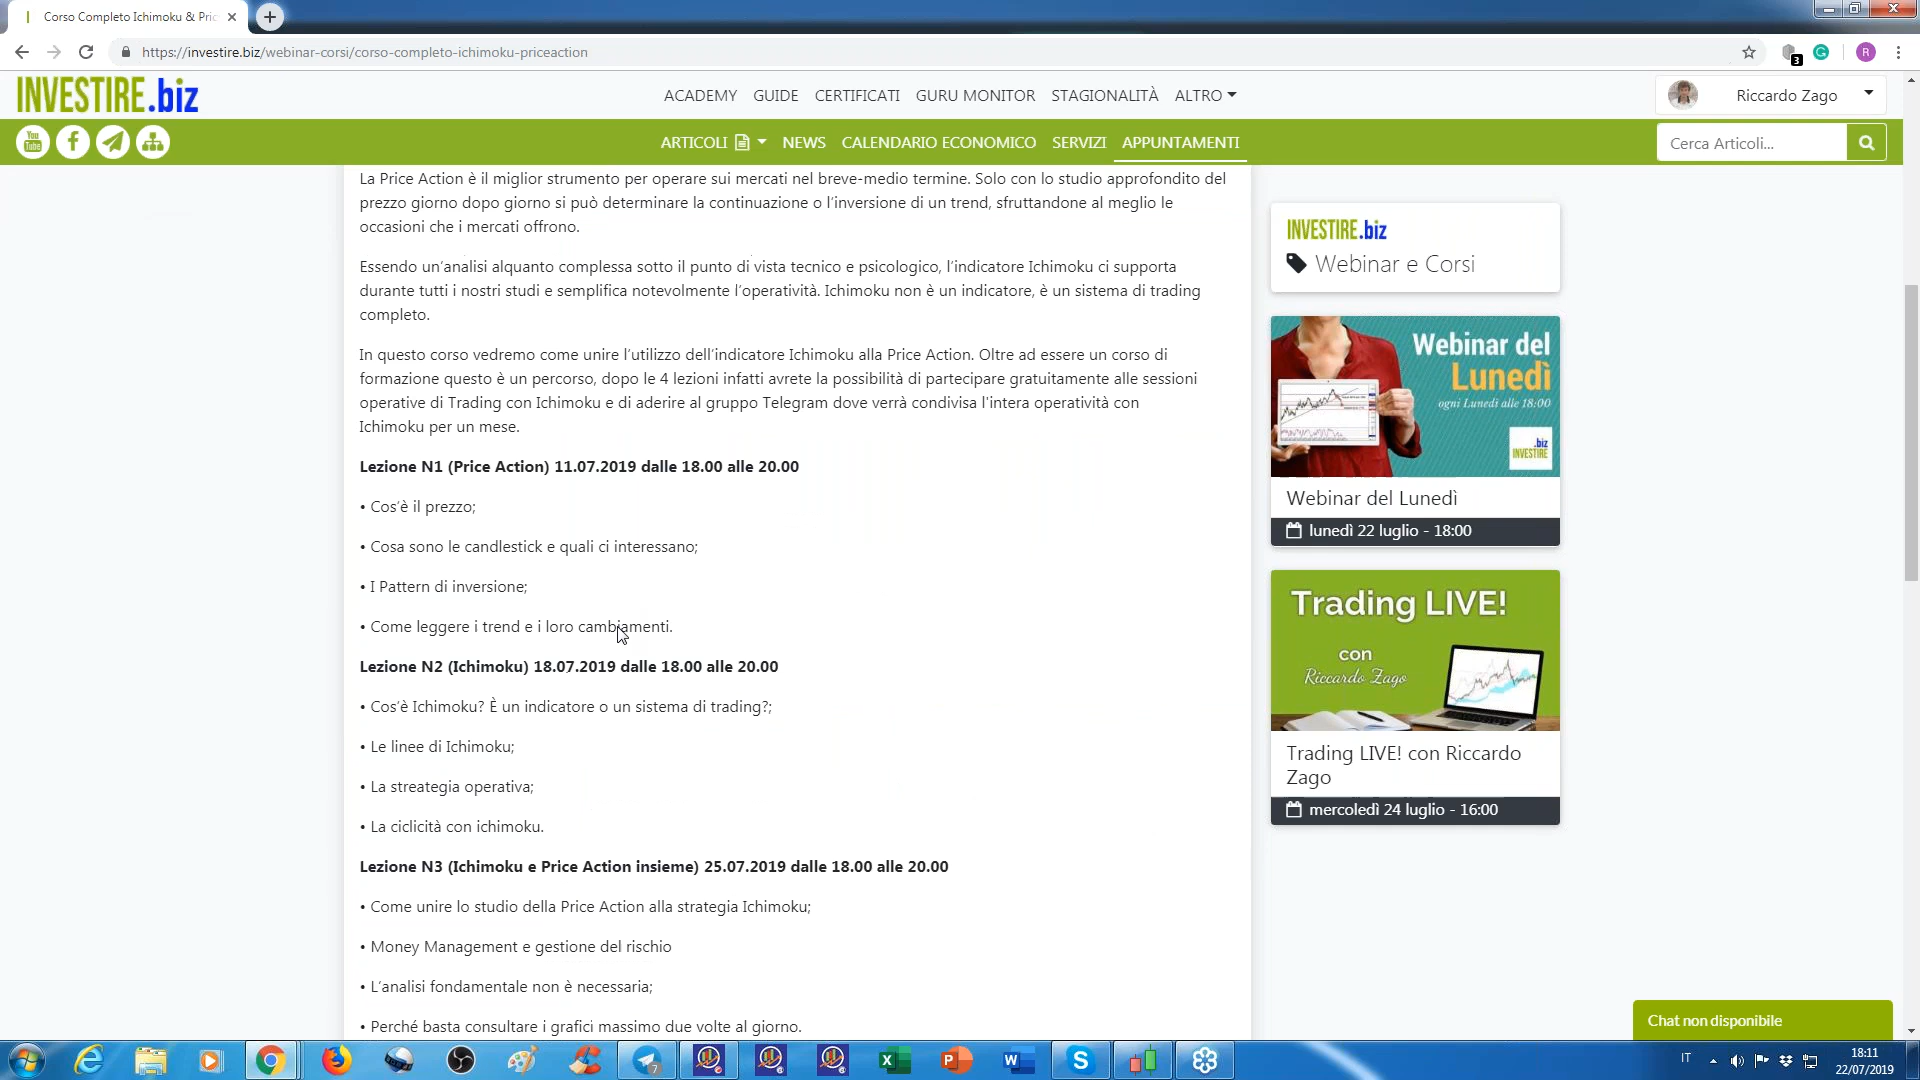 Corso Completo Ichimoku & Pric
https://investire.biz/webinar-corsi/corso-completo-ichimoku-priceaction
3
R
INVESTIRE.biz
ACADEMY GUIDE CERTIFICATI GURU MONITOR STAGIONALITÀ ALTRO
Riccardo Zago
You
Tube
ARTICOLI NEWS CALENDARIO ECONOMICO SERVIZI APPUNTAMENTI
Cerca Articoli...
La Price Action è il miglior strumento per operare sui mercati nel breve-medio termine. Solo con lo studio approfondito del
prezzo giorno dopo giorno si può determinare la continuazione o l'inversione di un trend, sfruttandone al meglio le
occasioni che i mercati offrono.
Essendo un'analisi alquanto complessa sotto il punto di vista tecnico e psicologico, l'indicatore Ichimoku ci supporta
durante tutti i nostri studi e semplifica notevolmente l'operatività. Ichimoku non è un indicatore, è un sistema di trading
completo.
In questo corso vedremo come unire l'utilizzo dell'indicatore Ichimoku alla Price Action. Oltre ad essere un corso di
formazione questo è un percorso, dopo le 4 lezioni infatti avrete la possibilità di partecipare gratuitamente alle sessioni
operative di Trading con Ichimoku e di aderire al gruppo Telegram dove verrà condivisa l'intera operatività con
Ichimoku per un mese.
Lezione N1 (Price Action) 11.07.2019 dalle 18.00 alle 20.00
• Cos'è il prezzo;
• Cosa sono le candlestick e quali ci interessano;
• I Pattern di inversione;
• Come leggere i trend e i loro cambiamenti.
Lezione N2 (Ichimoku) 18.07.2019 dalle 18.00 alle 20.00
• Cos'è Ichimoku? È un indicatore o un sistema di trading?;
• Le linee di Ichimoku;
• La streategia operativa;
• La ciclicità con ichimoku.
Lezione N3 (Ichimoku e Price Action insieme) 25.07.2019 dalle 18.00 alle 20.00
• Come unire lo studio della Price Action alla strategia Ichimoku;
• Money Management e gestione del rischio
• L'analisi fondamentale non è necessaria;
• Perché basta consultare i grafici massimo due volte al giorno.
INVESTIRE.biz
Webinar e Corsi
Webinar del
Lunedì
ogni Lunedì alle 18:00
.biz
INVESTIRE
Webinar del Lunedì
lunedì 22 luglio - 18:00
Trading LIVE!
con
Riccardo Zago
Trading LIVE! con Riccardo
Zago
mercoledì 24 luglio - 16:00
Chat non disponibile
7
IT
18:11
22/07/2019